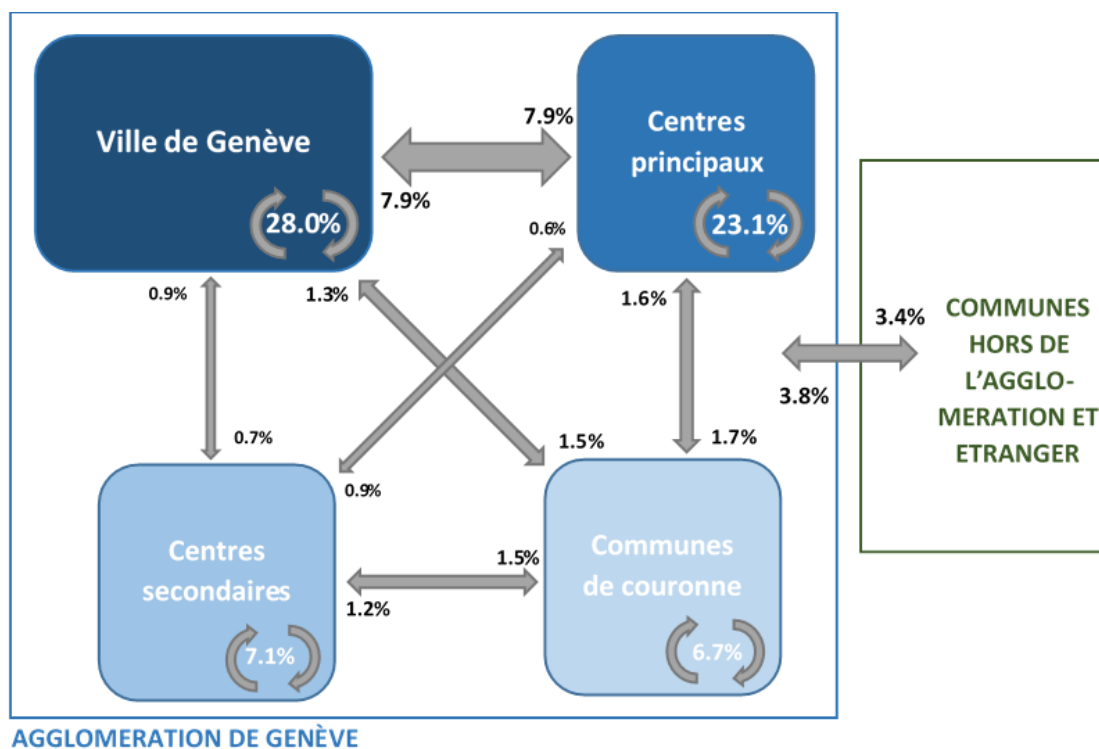 Ville de Genève
28.0%
7.9%
7.9%
Centres
principaux
23.1%
0.6%
0.9%
1.3%
1.6%
3.4%
3.8%
COMMUNES
HORS DE
L'AGGLO-
MERATION ET
ETRANGER
0.7%
0.9%
1.5%
1.7%
Centres
secondaires
7.1%
1.5%
1.2%
Communes
de couronne
6.7%
AGGLOMERATION DE GENÈVE